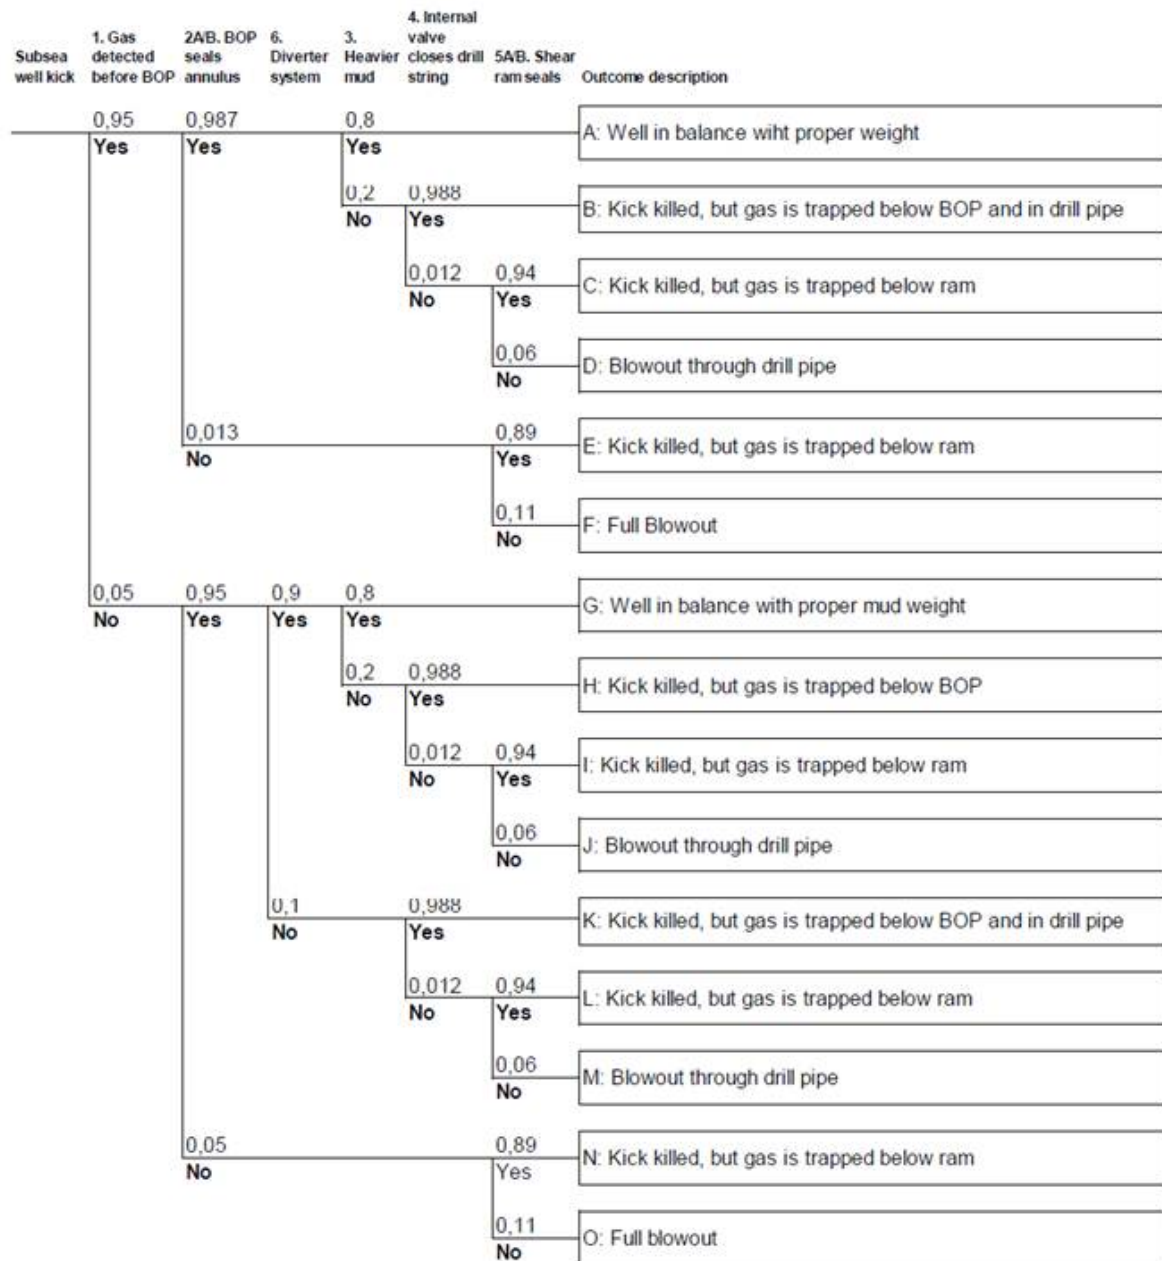 Subsea well kick
1. Gas detected before BOP
2A/B. BOP seals annulus
6. Diverter system
3. Heavier mud
4. Internal valve closes drill string
5A/B. Shear ram seals
Outcome description
0,95 0,987 0,8
Yes Yes Yes
A: Well in balance wiht proper weight
0,2 0,988
No Yes
B: Kick killed, but gas is trapped below BOP and in drill pipe
0,012 0,94
No Yes
C: Kick killed, but gas is trapped below ram
0,06
No
D: Blowout through drill pipe
0,013 0,89
No Yes
E: Kick killed, but gas is trapped below ram
0,11
No
F: Full Blowout
0,05 0,95 0,9 0,8
No Yes Yes Yes
G: Well in balance with proper mud weight
0,2 0,988
No Yes
H: Kick killed, but gas is trapped below BOP
0,012 0,94
No Yes
I: Kick killed, but gas is trapped below ram
0,06
No
J: Blowout through drill pipe
0,1 0,988
No Yes
K: Kick killed, but gas is trapped below BOP and in drill pipe
0,012 0,94
No Yes
L: Kick killed, but gas is trapped below ram
0,06
No
M: Blowout through drill pipe
0,05 0,89
No Yes
N: Kick killed, but gas is trapped below ram
0,11
No
O: Full blowout